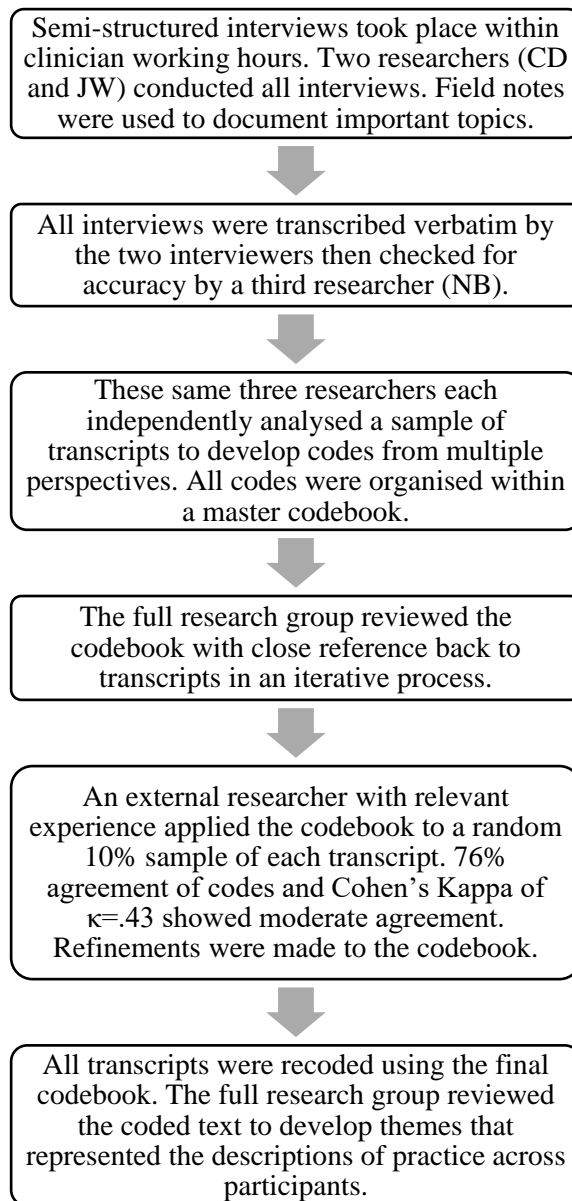 Semi-structured interviews took place within
clinician working hours. Two researchers (CD
and JW) conducted all interviews. Field notes
were used to document important topics.
All interviews were transcribed verbatim by
the two interviewers then checked for
accuracy by a third researcher (NB).
These same three researchers each
independently analysed a sample of
transcripts to develop codes from multiple
perspectives. All codes were organised within
a master codebook.
The full research group reviewed the
codebook with close reference back to
transcripts in an iterative process.
An external researcher with relevant
experience applied the codebook to a random
10% sample of each transcript. 76%
agreement of codes and Cohen's Kappa of
κ=.43 showed moderate agreement.
Refinements were made to the codebook.
All transcripts were recoded using the final
codebook. The full research group reviewed
the coded text to develop themes that
represented the descriptions of practice across
participants.